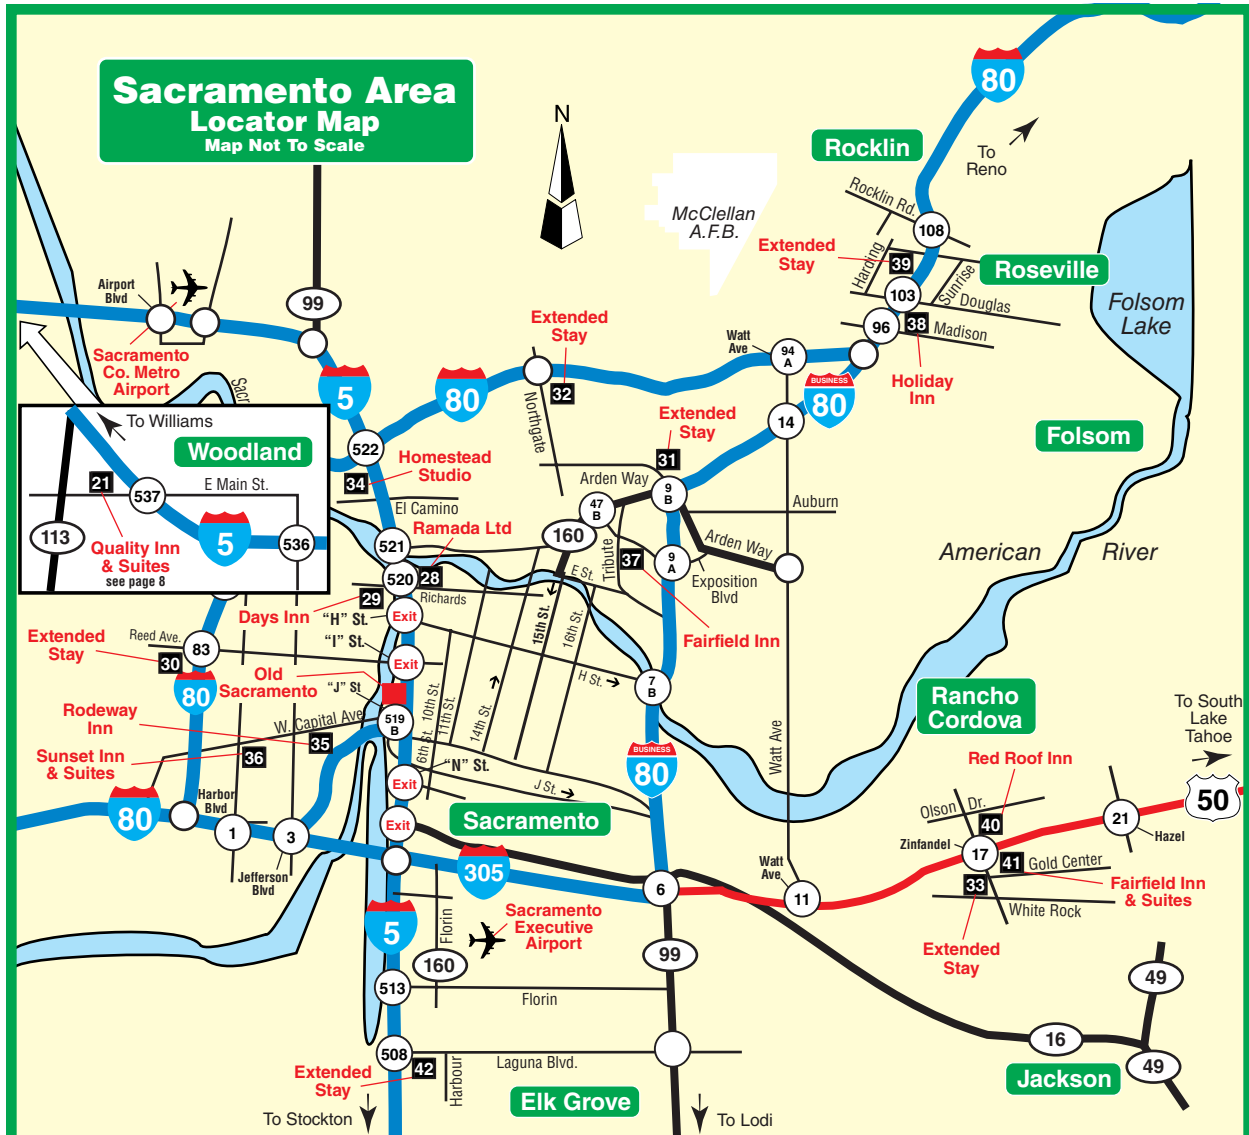 Sacramento Area
Locator Map
Map Not To Scale
N
80
To
Reno
Rocklin
Rocklin Rd.
108
McClellan
A.F.B.
Extended
Stay
39
Harding
Sunrise
Roseville
103
Douglas
Folsom
Lake
99
Airport
Blvd
Sacramento
Co. Metro
Airport
Extended
Stay
32
Watt
Ave
94
A
96
38
Madison
Holiday
Inn
BUSINESS
80
5
80
Northgate
Extended
Stay
31
14
Folsom
To Williams
Woodland
21
537
E Main St.
113
Quality Inn
& Suites
see page 8
5
536
522
34
Homestead
Studio
El Camino
Arden Way
9
B
47
B
Auburn
521
Ramada Ltd
160
Tribute
37
9
A
Arden Way
Exposition
Blvd
American
River
520
28
29
Richards
E St.
Days Inn
"H" St.
Exit
15th St.
16th St.
Fairfield Inn
Extended
Stay
30
Reed Ave.
83
"I" St.
Exit
Old
Sacramento
H St.
7
B
80
"J" St
10th St.
11th St.
14th St.
6th St.
Rancho
Cordova
To South
Lake
Tahoe
Rodeway
Inn
35
W. Capital Ave
519
B
Sunset Inn
& Suites
36
"N" St.
Exit
J St.
BUSINESS
80
Watt Ave
Red Roof Inn
50
Harbor
Blvd
80
1
3
Jefferson
Blvd
Exit
Sacramento
Olson Dr.
40
Zinfandel
17
21
Hazel
305
6
Watt
Ave
11
41
Gold Center
33
Fairfield Inn
& Suites
White Rock
Extended
Stay
5
Florin
Sacramento
Executive
Airport
160
99
513
Florin
49
508
42
Laguna Blvd.
Harbour
Extended
Stay
16
49
Jackson
Elk Grove
To Stockton
To Lodi